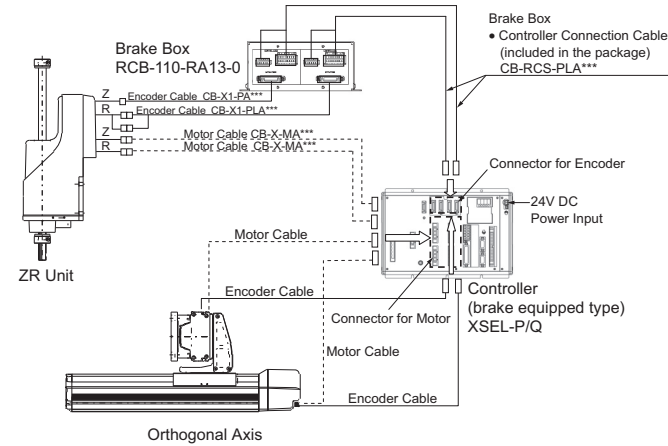 Brake Box
• Controller Connection Cable
(included in the package)
CB-RCS-PLA***
Brake Box
RCB-110-RA13-0
Z
Encoder Cable CB-X1-PA***
R
Encoder Cable CB-X1-PLA***
Z
Motor Cable CB-X-MA***
R
Motor Cable CB-X-MA***
Connector for Encoder
24V DC
Power Input
Motor Cable
ZR Unit
Encoder Cable
Controller
(brake equipped type)
XSEL-P/Q
Connector for Motor
Motor Cable
Encoder Cable
Orthogonal Axis